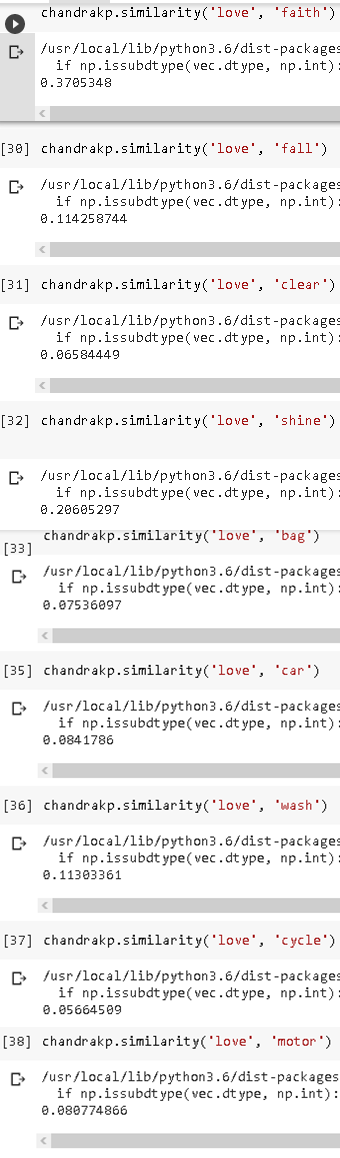 chandrakp.similarity('love', 'faith')
/usr/local/lib/python3.6/dist-packages
if np.issubdtype(vec.dtype, np.int):
0.3705348
[30] chandrakp.similarity('love', 'fall')
/usr/local/lib/python3.6/dist-packages
if np.issubdtype(vec.dtype, np.int):
0.114258744
[31] chandrakp.similarity('love', 'clear')
/usr/local/lib/python3.6/dist-packages
if np.issubdtype(vec.dtype, np.int):
0.06584449
[32] chandrakp.similarity('love', 'shine')
/usr/local/lib/python3.6/dist-packages
if np.issubdtype(vec.dtype, np.int):
0.20605297
[33] chandrakp.similarity('love', 'bag')
/usr/local/lib/python3.6/dist-packages
if np.issubdtype(vec.dtype, np.int):
0.07536097
[35] chandrakp.similarity('love', 'car')
/usr/local/lib/python3.6/dist-packages
if np.issubdtype(vec.dtype, np.int):
0.0841786
[36] chandrakp.similarity('love', 'wash')
/usr/local/lib/python3.6/dist-packages
if np.issubdtype(vec.dtype, np.int):
0.11303361
[37] chandrakp.similarity('love', 'cycle')
/usr/local/lib/python3.6/dist-packages
if np.issubdtype(vec.dtype, np.int):
0.05664509
[38] chandrakp.similarity('love', 'motor')
/usr/local/lib/python3.6/dist-packages
if np.issubdtype(vec.dtype, np.int):
0.080774866